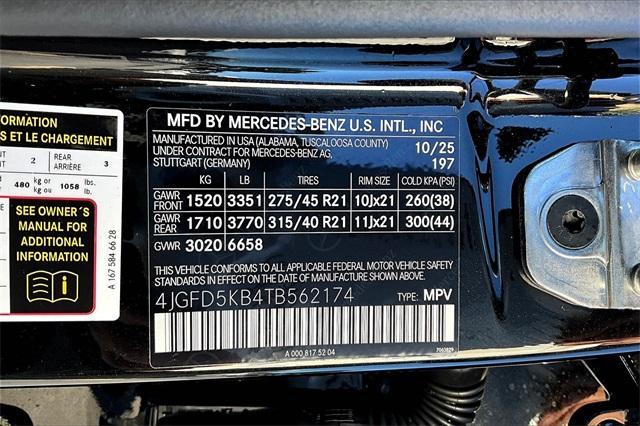 FORMATION
S ET LE CHARGEMENT
NT 2 REAR 3
T ARRIÈRE
480 kg or kg ou 1058 lbs. lb.
SEE OWNER´S
MANUAL FOR
ADDITIONAL
INFORMATION
A 167 584 66 28
MFD BY MERCEDES-BENZ U.S. INTL., INC
MANUFACTURED IN USA (ALABAMA, TUSCALOOSA COUNTY) 10/25
UNDER CONTRACT FOR MERCEDES-BENZ AG, 197
STUTTGART (GERMANY)
KG LB TIRES RIM SIZE COLD KPA(PSI)
GAWR FRONT 1520 3351 275/45 R21 10Jx21 260(38)
GAWR REAR 1710 3770 315/40 R21 11Jx21 300(44)
GVWR 3020 6658
THIS VEHICLE CONFORMS TO ALL APPLICABLE FEDERAL MOTOR VEHICLE SAFETY
STANDARDS IN EFFECT ON THE DATE OF MANUFACTURE SHOWN ABOVE.
4JGFD5KB4TB562174 TYPE: MPV
A 000 817 52 04 7063829